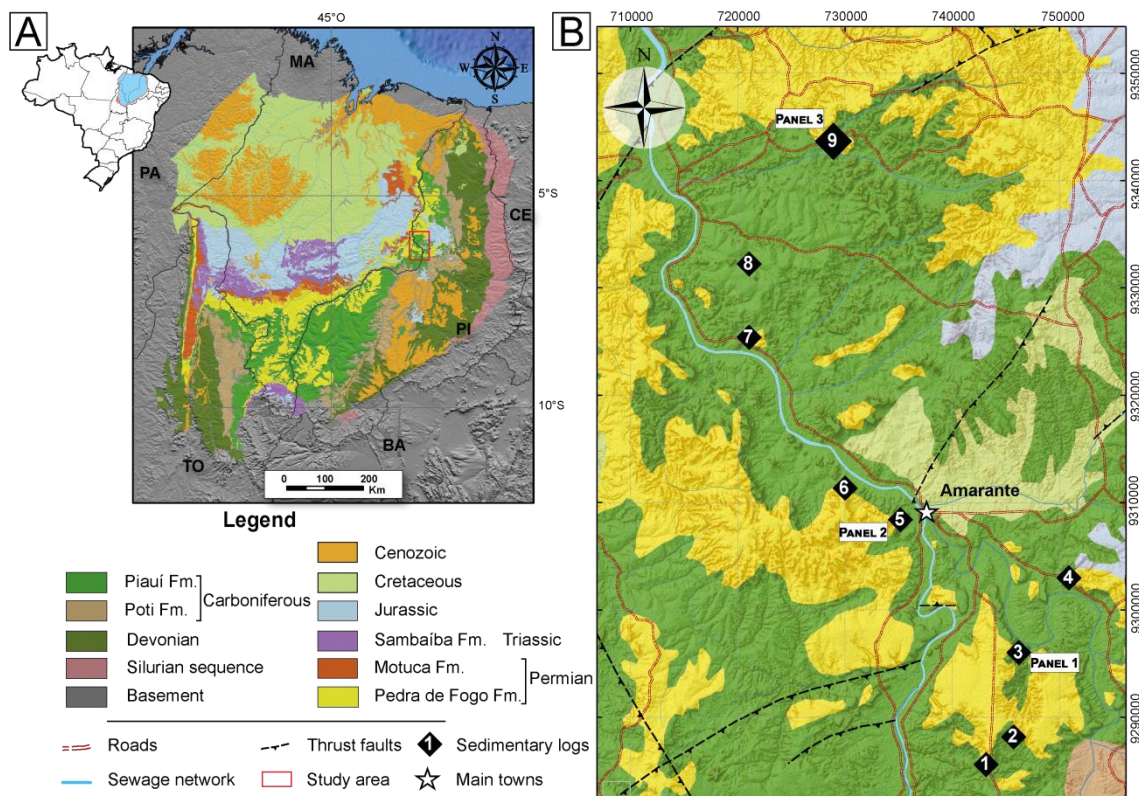 A
45°O
N
W E
S
MA
PA
5°S
CE
PI
10°S
BA
TO
0 100 200
Km
Legend
Piauí Fm.
Poti Fm.
Carboniferous
Devonian
Silurian sequence
Basement
Cenozoic
Cretaceous
Jurassic
Sambaíba Fm. Triassic
Motuca Fm.
Pedra de Fogo Fm.
Permian
Roads
Thrust faults
1 Sedimentary logs
Sewage network
Study area
Main towns
B
710000 720000 730000 740000 750000
N
PANEL 3
9
8
7
6
5
PANEL 2
Amarante
4
3
PANEL 1
2
1
9350000
9340000
9330000
9320000
9310000
9300000
9290000